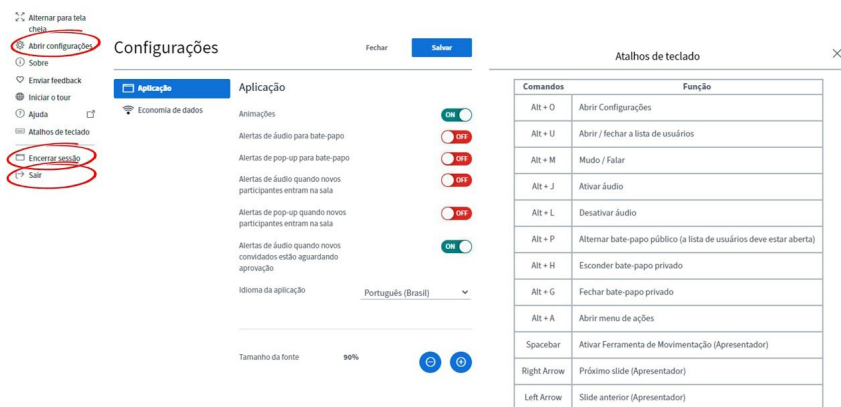 Alternar para tela
cheia
Abrir configurações
Sobre
Enviar feedback
Iniciar o tour
Ajuda
Atalhos de teclado
Encerrar sessão
Sair
Configurações
Fechar
Salvar
Aplicação
Economia de dados
Aplicação
Animações
ON
Alertas de áudio para bate-papo
OFF
Alertas de pop-up para bate-papo
OFF
Alertas de áudio quando novos
participantes entram na sala
OFF
Alertas de pop-up quando novos
participantes entram na sala
OFF
Alertas de áudio quando novos
convidados estão aguardando
aprovação
ON
Idioma da aplicação
Português (Brasil)
Tamanho da fonte
90%
Atalhos de teclado
Comandos Função
Alt + O Abrir Configurações
Alt + U Abrir / fechar a lista de usuários
Alt + M Mudo / Falar
Alt + J Ativar áudio
Alt + L Desativar áudio
Alt + P Alternar bate-papo público (a lista de usuários deve estar aberta)
Alt + H Esconder bate-papo privado
Alt + G Fechar bate-papo privado
Alt + A Abrir menu de ações
Spacebar Ativar Ferramenta de Movimentação (Apresentador)
Right Arrow Próximo slide (Apresentador)
Left Arrow Slide anterior (Apresentador)